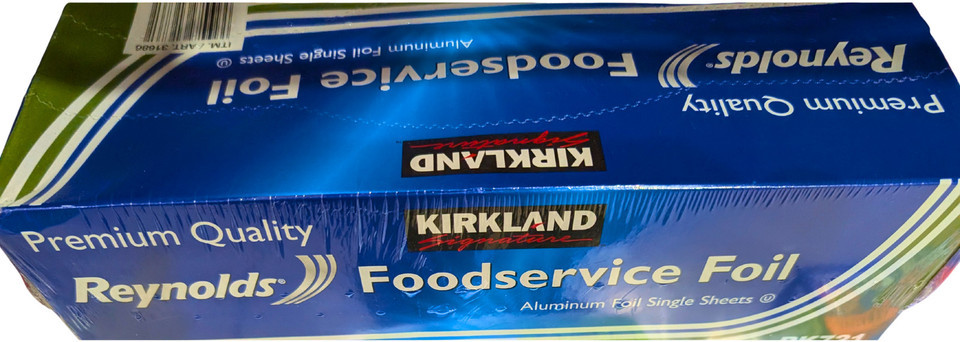 ITM. / ART. 31686
Aluminum Foil Single Sheets
Foodservice Foil
Reynolds®
Premium Quality
KIRKLAND
Signature
Premium Quality
KIRKLAND
Signature
Reynolds®
Foodservice Foil
Aluminum Foil Single Sheets